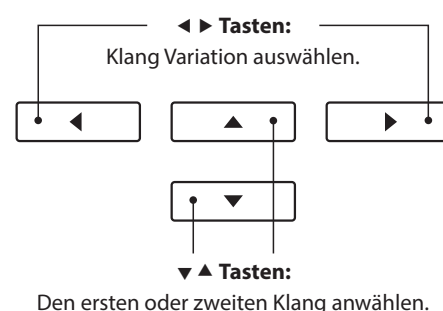 ◀ ▶ Tasten:
Klang Variation auswählen.
▼ ▲ Tasten:
Den ersten oder zweiten Klang anwählen.